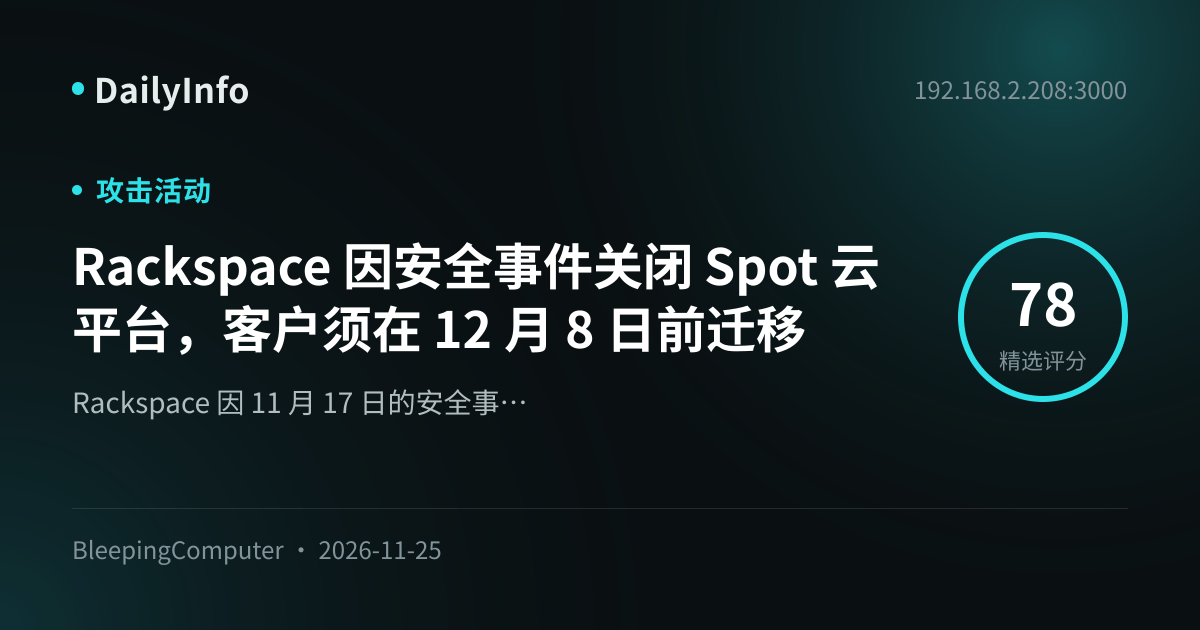 DailyInfo
192.168.2.208:3000
攻击活动
Rackspace 因安全事件关闭 Spot 云
平台，客户须在 12 月 8 日前迁移
78
精选评分
Rackspace 因 11 月 17 日的安全事…
BleepingComputer • 2026-11-25